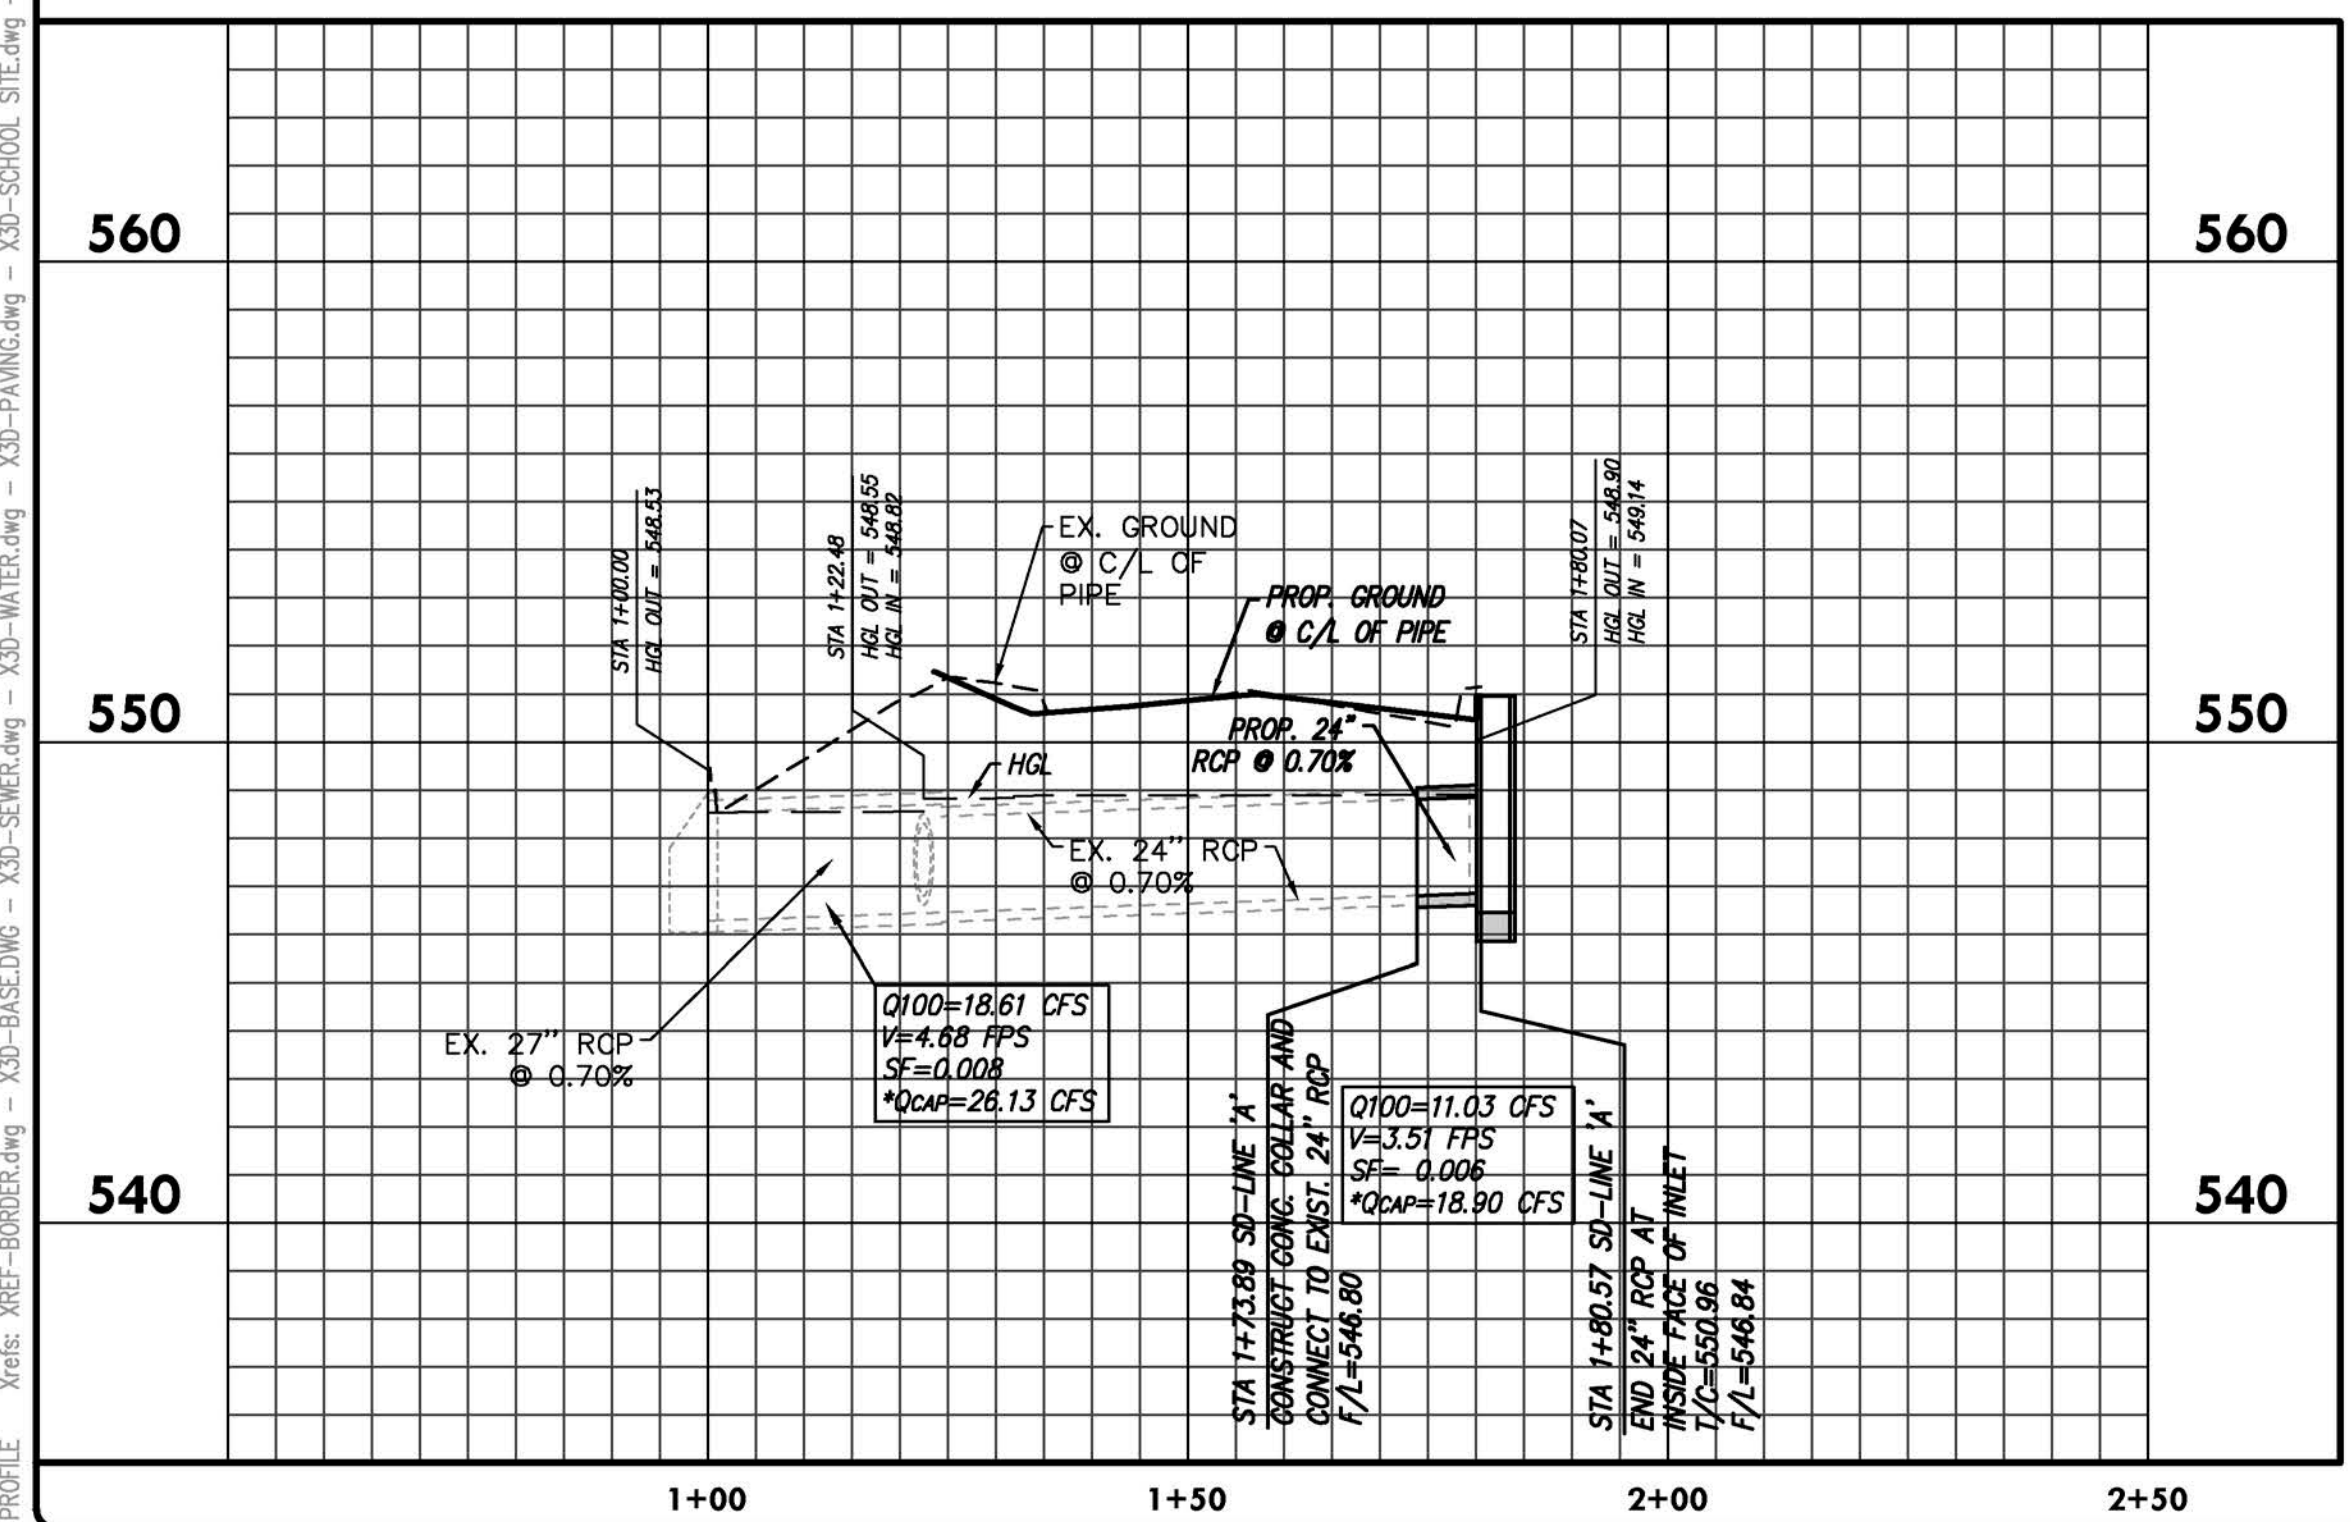 PROFILE Xrefs: XREF-BORDER.dwg - X3D-BASE.DWG - X3D-SEWER.dwg - X3D-WATER.dwg - X3D-PAVING.dwg - X3D-SCHOOL SITE.dwg -
560
560
550
550
540
540
STA 1+00.00
HGL OUT = 548.53
STA 1+22.48
HGL OUT = 548.55
HGL IN = 548.82
EX. GROUND
@ C/L OF
PIPE
PROP. GROUND
@ C/L OF PIPE
STA 1+80.07
HGL OUT = 548.90
HGL IN = 549.14
PROP. 24"
RCP @ 0.70%
HGL
EX. 24" RCP
@ 0.70%
EX. 27" RCP
@ 0.70%
Q100=18.61 CFS
V=4.68 FPS
SF=0.008
*QCAP=26.13 CFS
STA 1+73.89 SD-LINE 'A'
CONSTRUCT CONC. COLLAR AND
CONNECT TO EXIST. 24" RCP
F/L=546.80
Q100=11.03 CFS
V=3.51 FPS
SF= 0.006
*QCAP=18.90 CFS
STA 1+80.57 SD-LINE 'A'
END 24" RCP AT
INSIDE FACE OF INLET
T/C=550.96
F/L=546.84
1+00
1+50
2+00
2+50